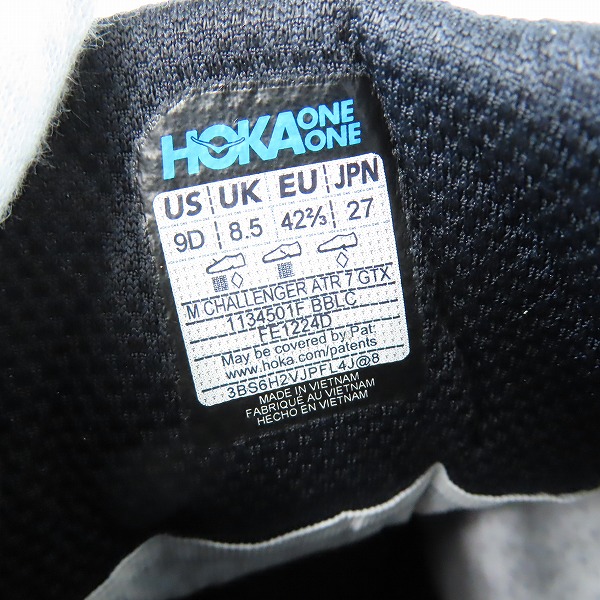 HOKA ONE ONE
US | UK | EU | JPN
9D | 8.5 | 42⅔ | 27
M CHALLENGER ATR 7 GTX
1134501F BBLC
FE1224D
May be covered by Pat:
www.hoka.com/patents
3BS6H2VJPFL4J@8
MADE IN VIETNAM
FABRIQUÉ AU VIETNAM
HECHO EN VIETNAM